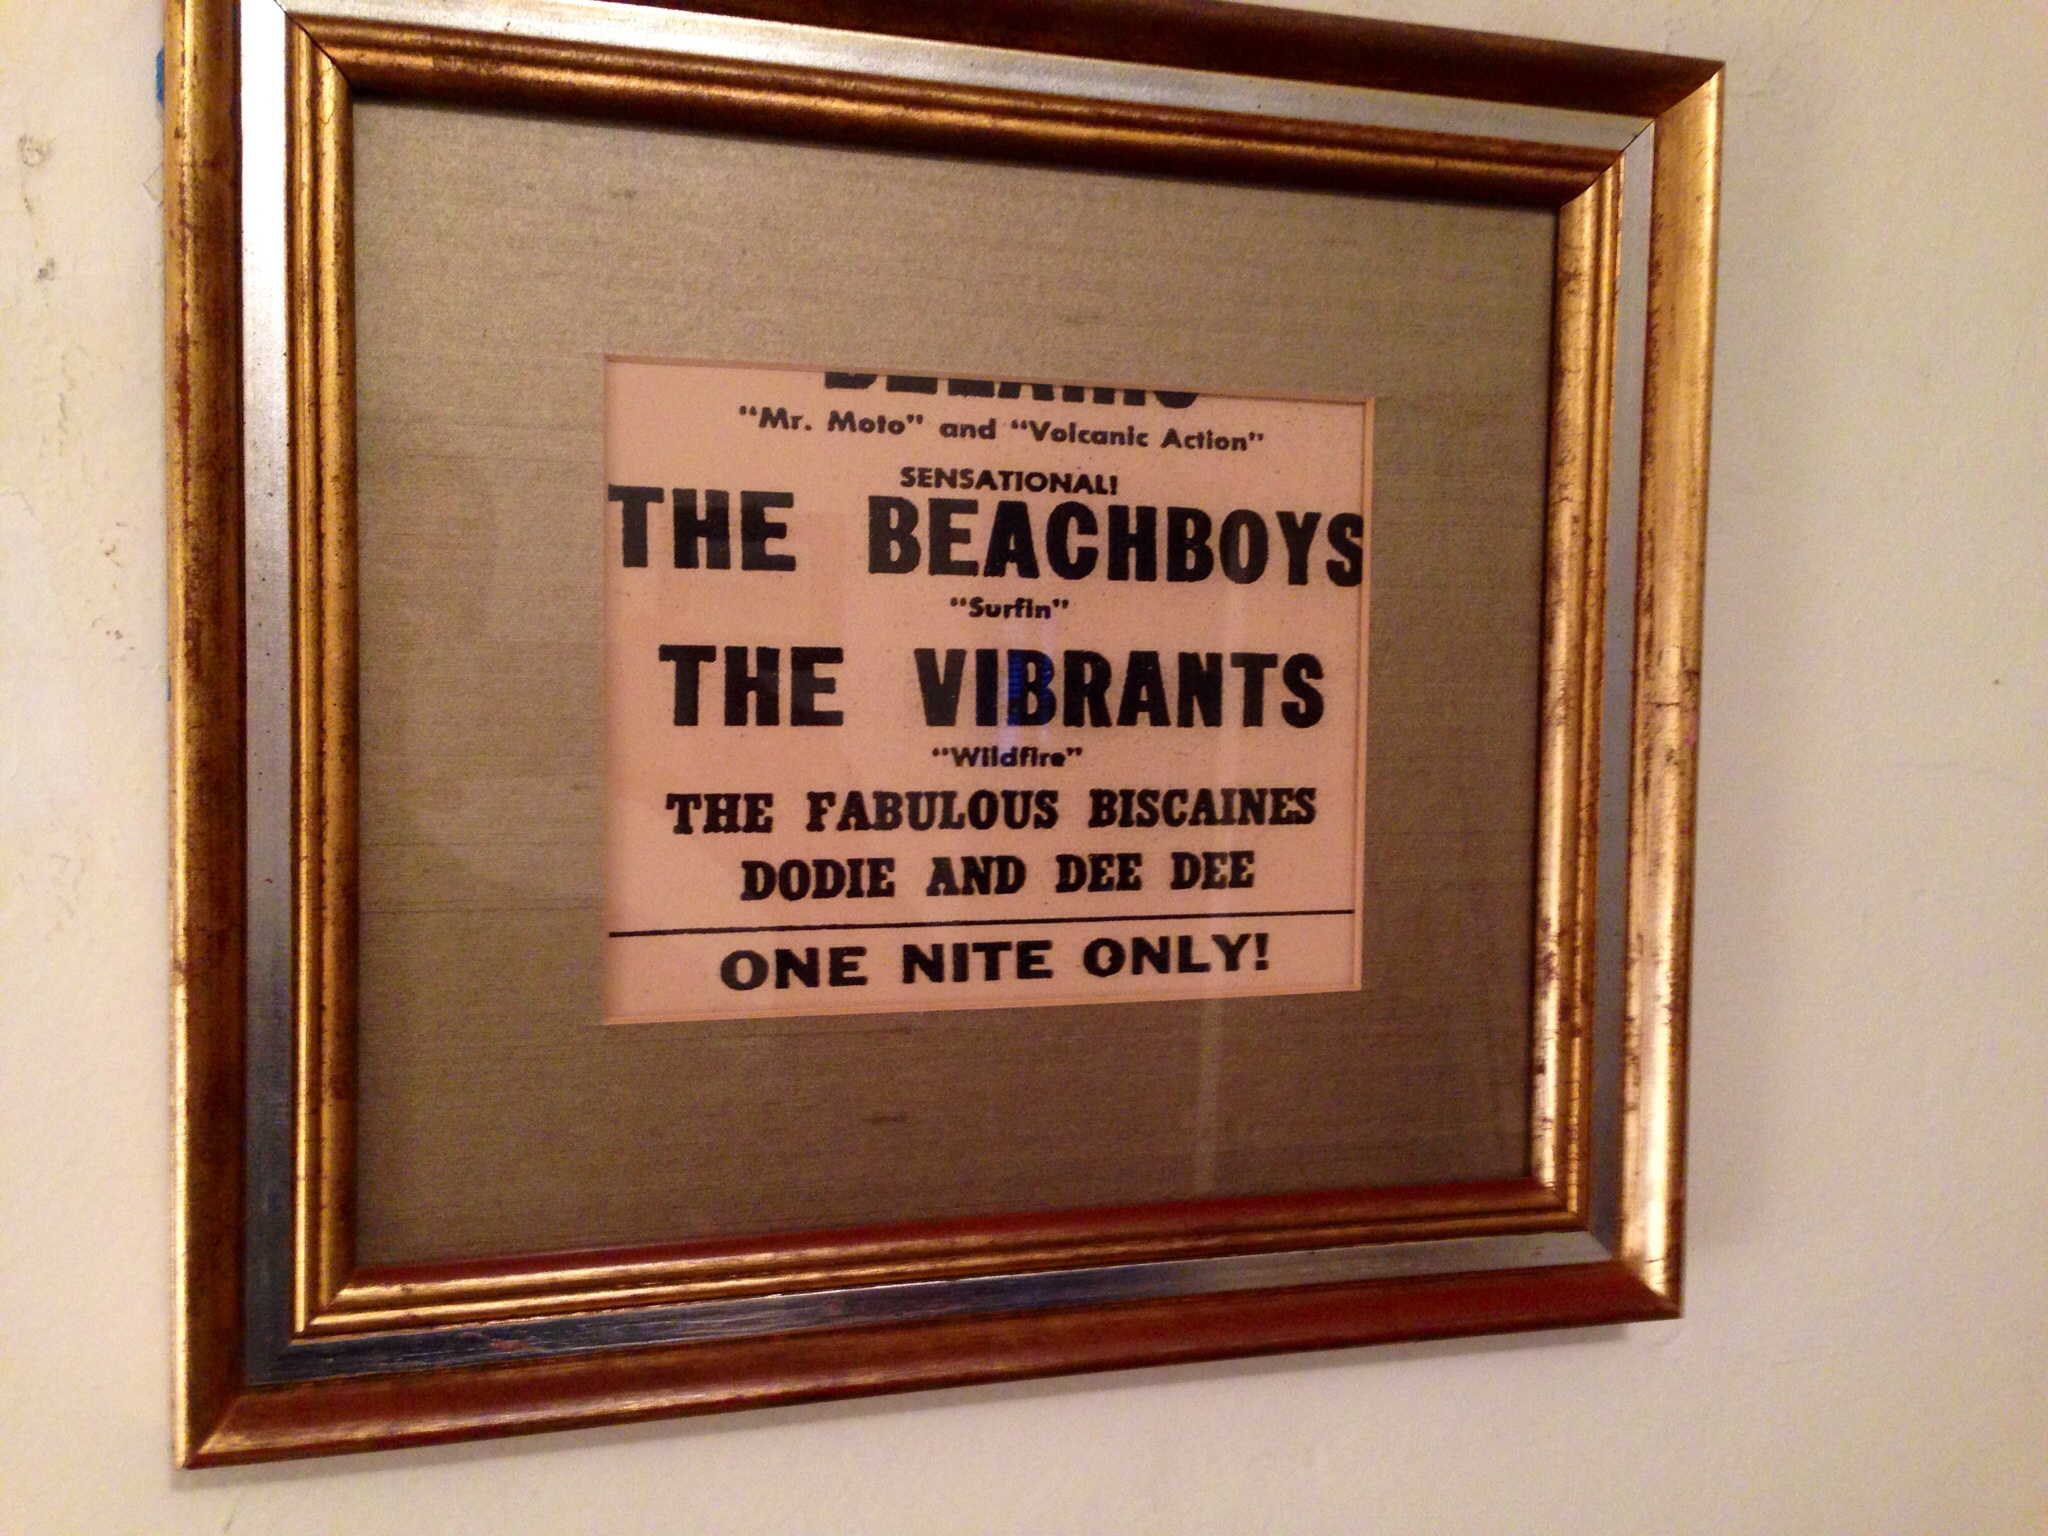 "Mr. Moto" and "Volcanic Action"
SENSATIONAL!
THE BEACHBOYS
"Surfin"
THE VIBRANTS
"Wildfire"
THE FABULOUS BISCAINES
DODIE AND DEE DEE
ONE NITE ONLY!